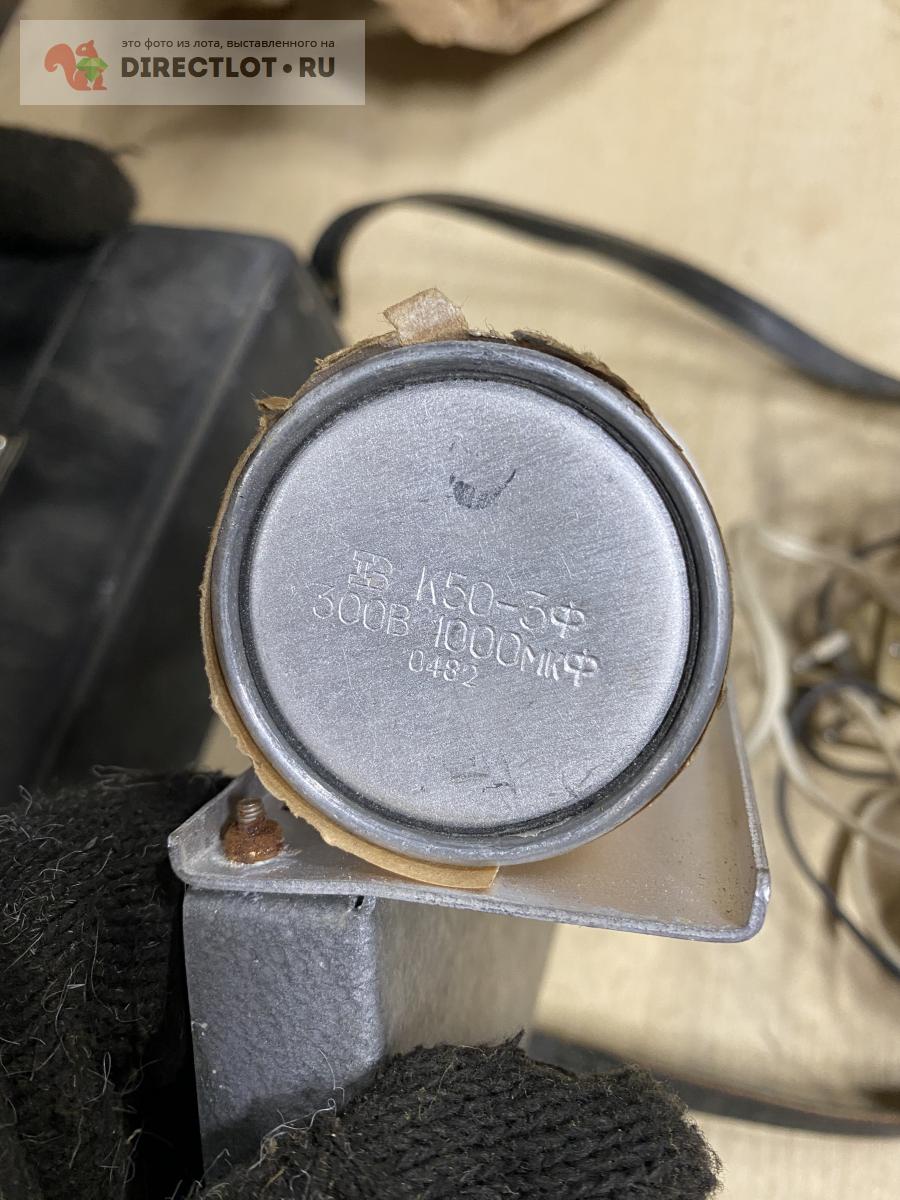 это фото из лота, выставленного на
DIRECTLOT•RU
К50-3Ф
300В 1000мкФ
0482